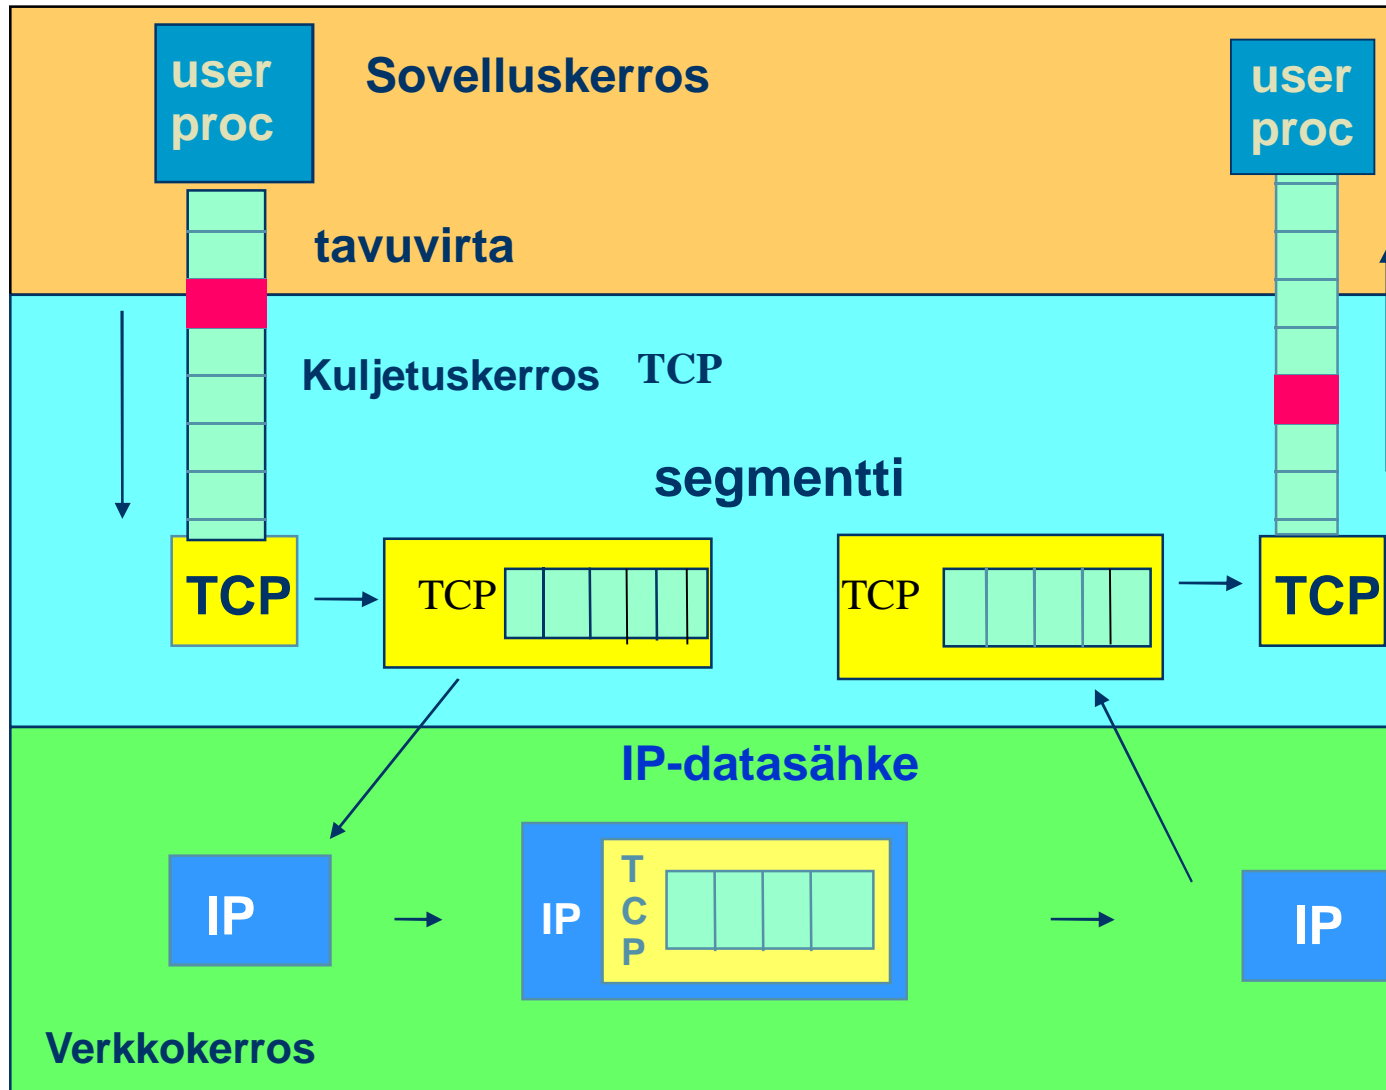 user
proc
Sovelluskerros
user
proc
tavuvirta
Kuljetuskerros TCP
segmentti
TCP
TCP
TCP
TCP
IP-datasähke
IP
IP
T
C
P
IP
Verkkokerros